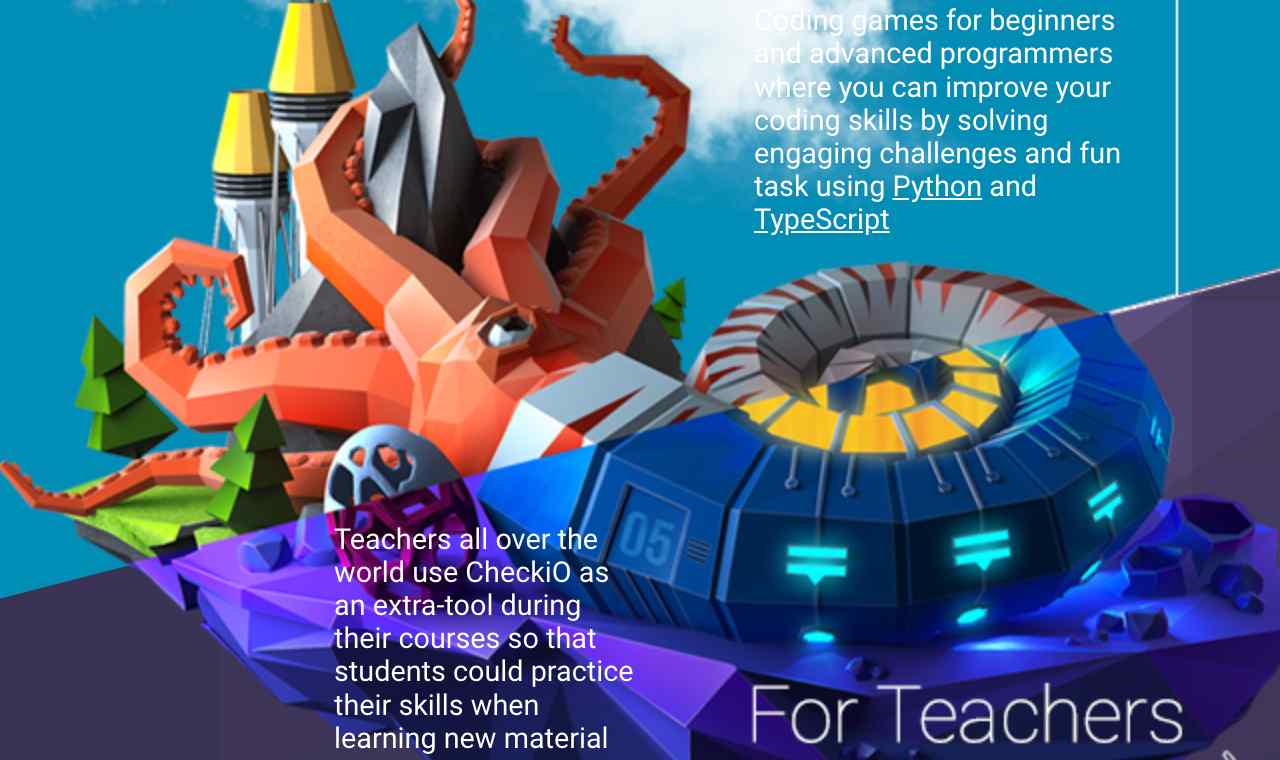 Coding games for beginners
and advanced programmers
where you can improve your
coding skills by solving
engaging challenges and fun
task using Python and
TypeScript
05
Teachers all over the
world use CheckiO as
an extra-tool during
their courses so that
students could practice
their skills when
learning new material
For Teachers